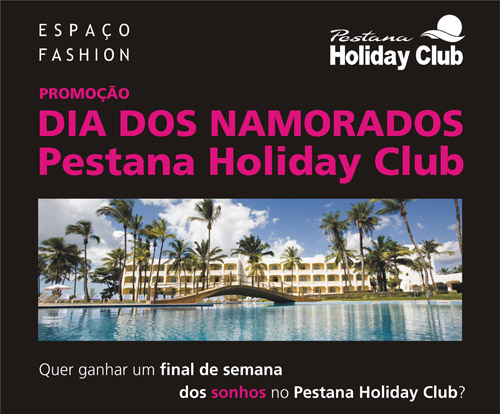 ESPAÇO
FASHION
Pestana
Holiday Club
PROMOÇÃO
DIA DOS NAMORADOS
Pestana Holiday Club
Quer ganhar um final de semana
dos sonhos no Pestana Holiday Club?